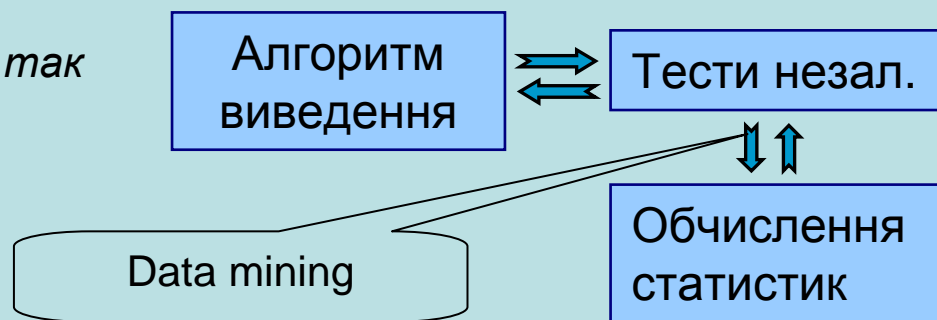 так
Алгоритм
виведення
Тести незал.
Data mining
Обчислення
статистик